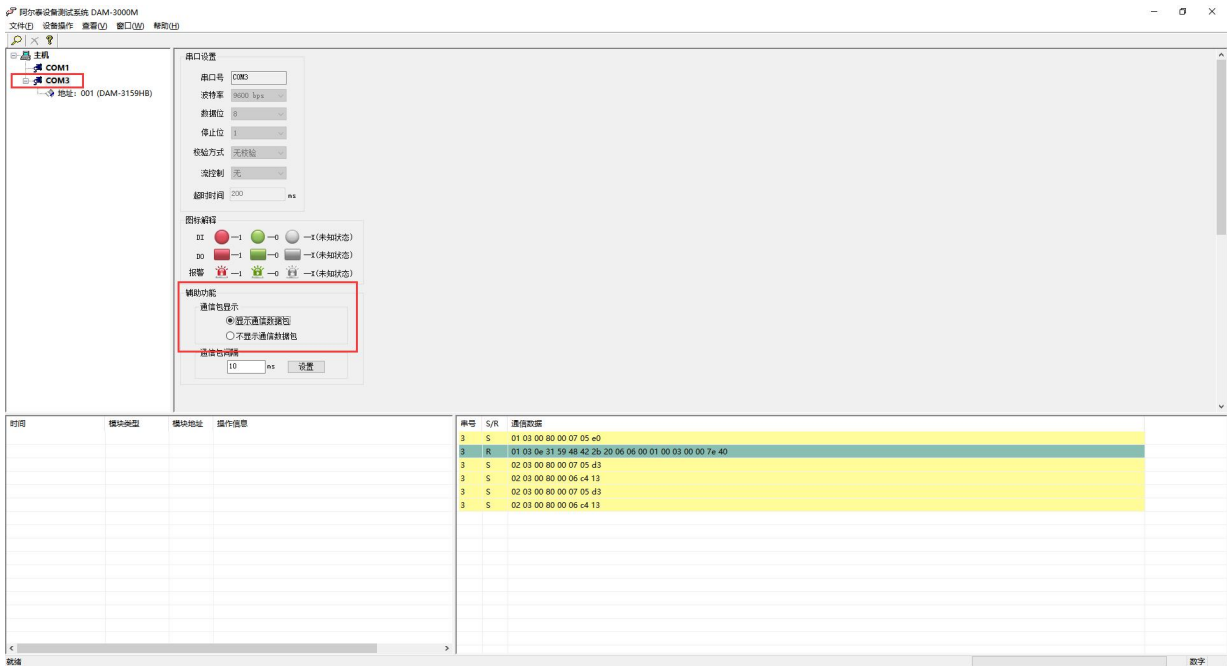 阿尔泰设备测试系统 DAM-3000M
文件(F) 设备操作 查看(V) 窗口(W) 帮助(H)
主机
COM1
COM3
地址：001 (DAM-3159HB)
串口设置
串口号 COM3
波特率 9600 bps
数据位 8
停止位 1
校验方式 无校验
流控制 无
超时时间 200 ms
图标解释
DI —1 —0 —X(未知状态)
DO —1 —0 —X(未知状态)
报警 —1 —0 —X(未知状态)
辅助功能
通信包显示
显示通信数据包
不显示通信数据包
通信包间隔
10 ms 设置
时间 模块类型 模块地址 操作信息
串号 S/R 通信数据
3 S 01 03 00 80 00 07 05 e0
3 R 01 03 0e 31 59 48 42 2b 20 06 06 00 01 00 03 00 00 7e 40
3 S 02 03 00 80 00 07 05 d3
3 S 02 03 00 80 00 06 c4 13
3 S 02 03 00 80 00 07 05 d3
3 S 02 03 00 80 00 06 c4 13
就绪 数字